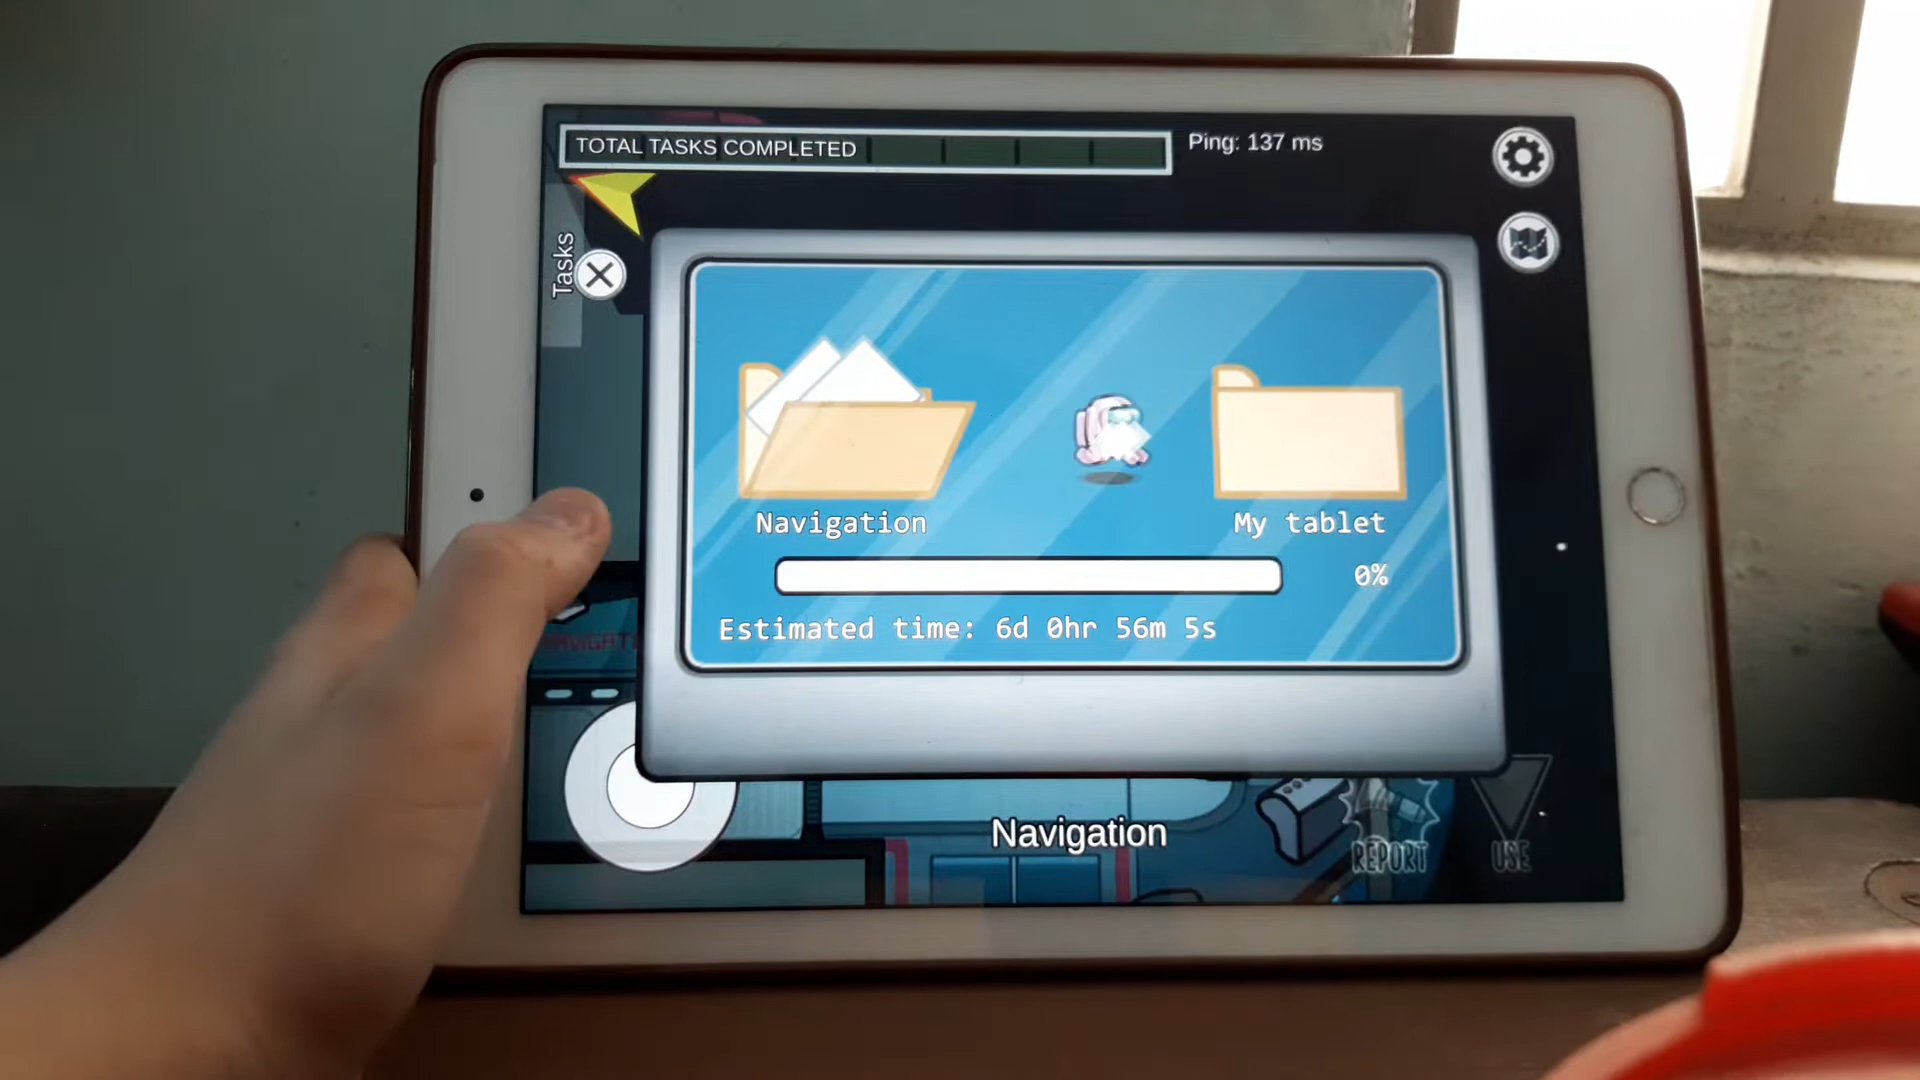 TOTAL TASKS COMPLETED
Ping: 137 ms
Tasks
Navigation
My tablet
0%
Estimated time: 6d 0hr 56m 5s
Navigation
REPORT
USE